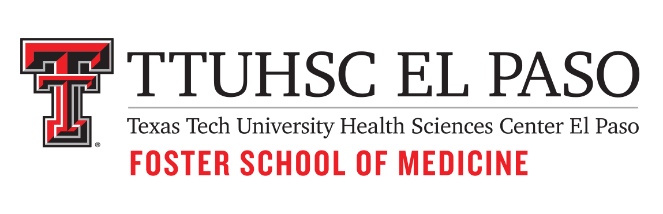 TTUHSC EL PASO
Texas Tech University Health Sciences Center El Paso
FOSTER SCHOOL OF MEDICINE